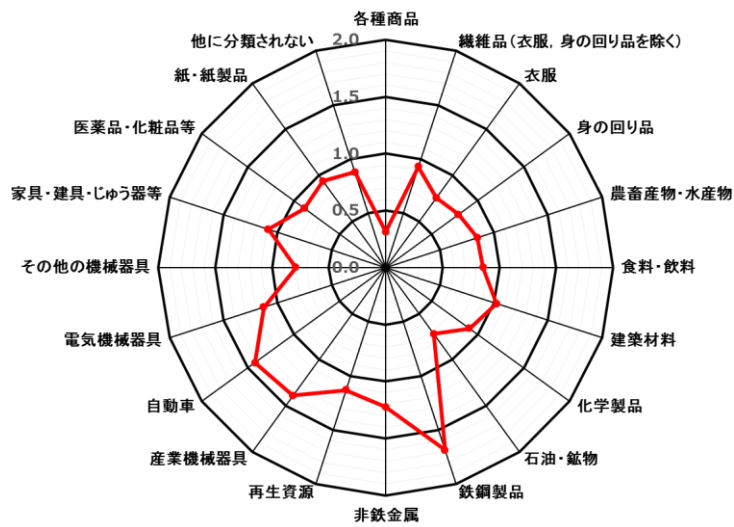 各種商品
繊維品（衣服，身の回り品を除く）
衣服
身の回り品
農畜産物・水産物
食料・飲料
建築材料
化学製品
石油・鉱物
鉄鋼製品
非鉄金属
再生資源
産業機械器具
自動車
電気機械器具
その他の機械器具
家具・建具・じゅう器等
医薬品・化粧品等
紙・紙製品
他に分類されない
2.0
1.5
1.0
0.5
0.0